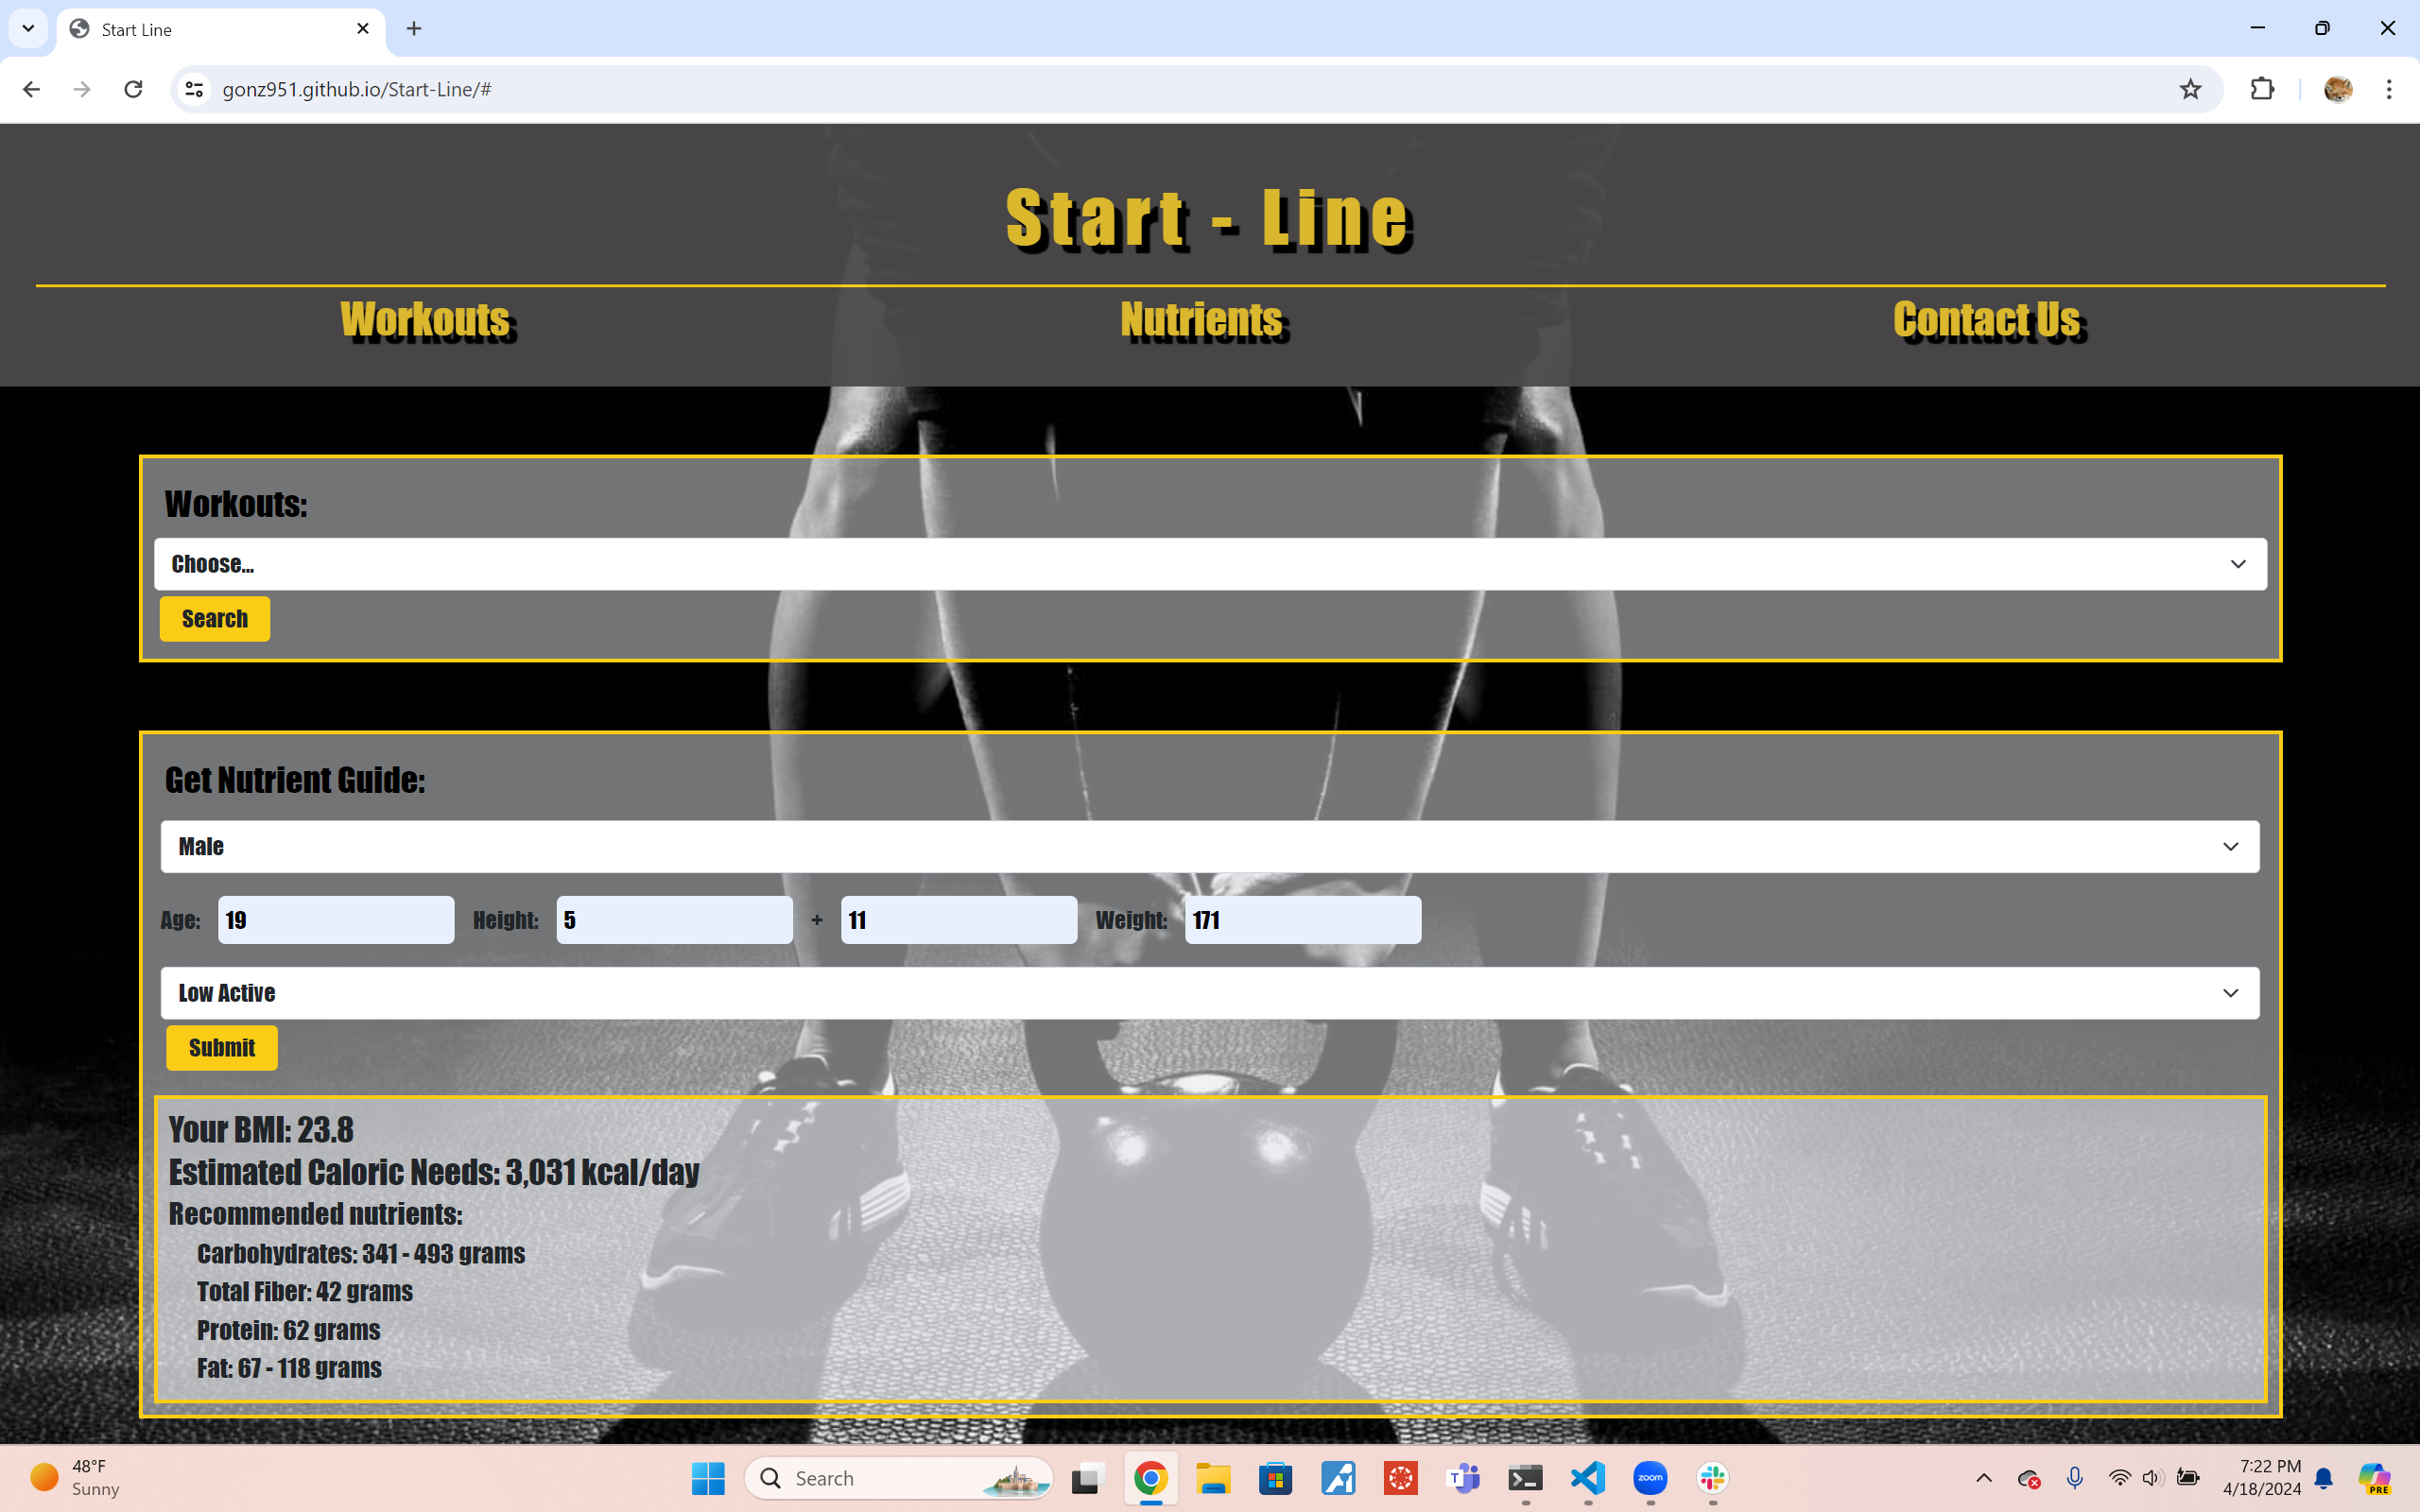 Start Line
gonz951.github.io/Start-Line/#
Start - Line
Workouts Nutrients Contact Us
Workouts:
Choose...
Search
Get Nutrient Guide:
Male
Age: 19 Height: 5 + 11 Weight: 171
Low Active
Submit
Your BMI: 23.8
Estimated Caloric Needs: 3,031 kcal/day
Recommended nutrients:
Carbohydrates: 341 - 493 grams
Total Fiber: 42 grams
Protein: 62 grams
Fat: 67 - 118 grams
48°F
Sunny
Search
zoom
7:22 PM
4/18/2024
PRE